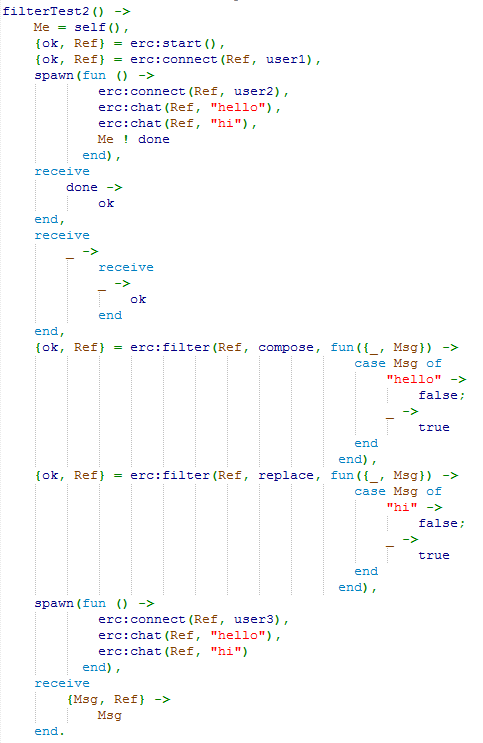 filterTest2() ->
    Me = self(),
    {ok, Ref} = erc:start(),
    {ok, Ref} = erc:connect(Ref, user1),
    spawn(fun () ->
            erc:connect(Ref, user2),
            erc:chat(Ref, "hello"),
            erc:chat(Ref, "hi"),
            Me ! done
          end),
    receive
        done ->
            ok
    end,
    receive
        _ ->
            receive
            _ ->
                ok
            end
    end,
    {ok, Ref} = erc:filter(Ref, compose, fun({_, Msg}) ->
                                            case Msg of
                                                "hello" ->
                                                    false;
                                                _ ->
                                                    true
                                            end
                                          end),
    {ok, Ref} = erc:filter(Ref, replace, fun({_, Msg}) ->
                                            case Msg of
                                                "hi" ->
                                                    false;
                                                _ ->
                                                    true
                                            end
                                          end),
    spawn(fun () ->
            erc:connect(Ref, user3),
            erc:chat(Ref, "hello"),
            erc:chat(Ref, "hi")
          end),
    receive
        {Msg, Ref} ->
            Msg
    end.